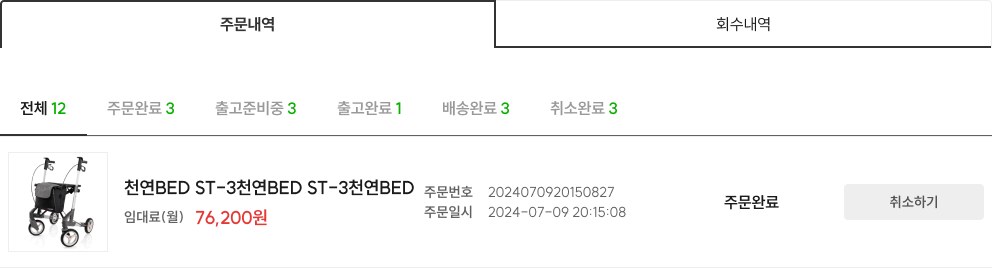 주문내역
회수내역
전체 12 주문완료 3 출고준비중 3 출고완료 1 배송완료 3 취소완료 3
천연BED ST-3천연BED ST-3천연BED
임대료(월) 76,200원
주문번호 2024070920150827
주문일시 2024-07-09 20:15:08
주문완료
취소하기